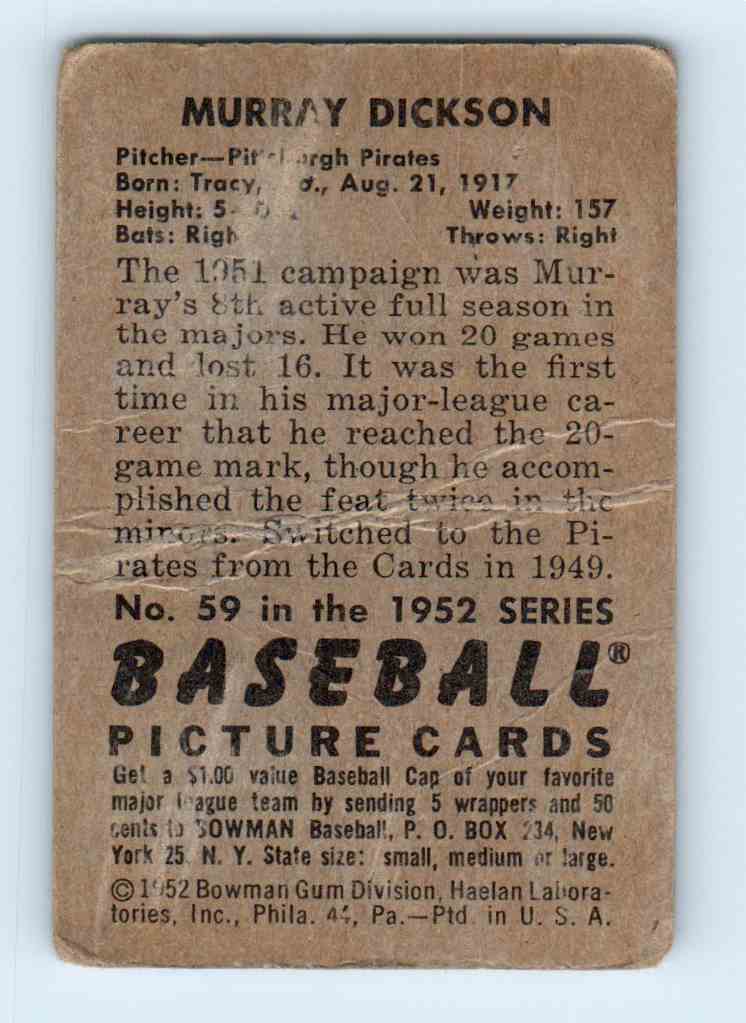 MURRAY DICKSON
Pitcher—Pittsburgh Pirates
Born: Tracy, Aug. 21, 1917
Height: Weight: 157
Bats: Right Throws: Right
The 1951 campaign was Mur-
ray's 8th active full season in
the majors. He won 20 games
and lost 16. It was the first
time in his major-league ca-
reer that he reached the 20-
game mark, though he accom-
plished the feat twice in the
minors. Switched to the Pi-
rates from the Cards in 1949.
No. 59 in the 1952 SERIES
BASEBALL®
PICTURE CARDS
Get a $1.00 value Baseball Cap of your favorite
major league team by sending 5 wrappers and 50
cents to BOWMAN Baseball, P. O. BOX 234, New
York 25, N. Y. State size: small, medium or large.
© 1952 Bowman Gum Division, Haelan Labora-
tories, Inc., Phila. 44, Pa.—Ptd. in U. S. A.